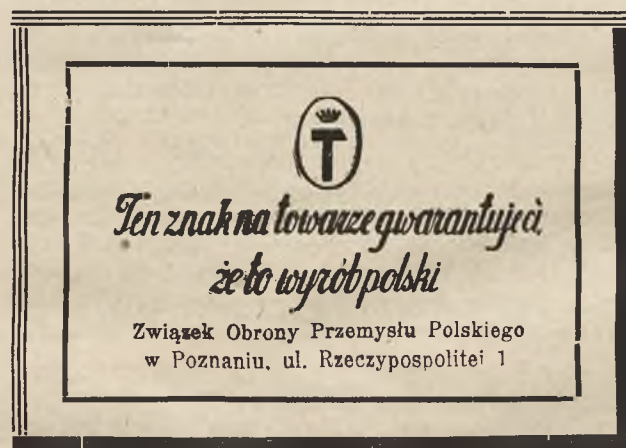 T
Ten znak na towarze gwarantuje ci,
że to wyrób polski
Związek Obrony Przemysłu Polskiego
w Poznaniu, ul. Rzeczypospolitej 1